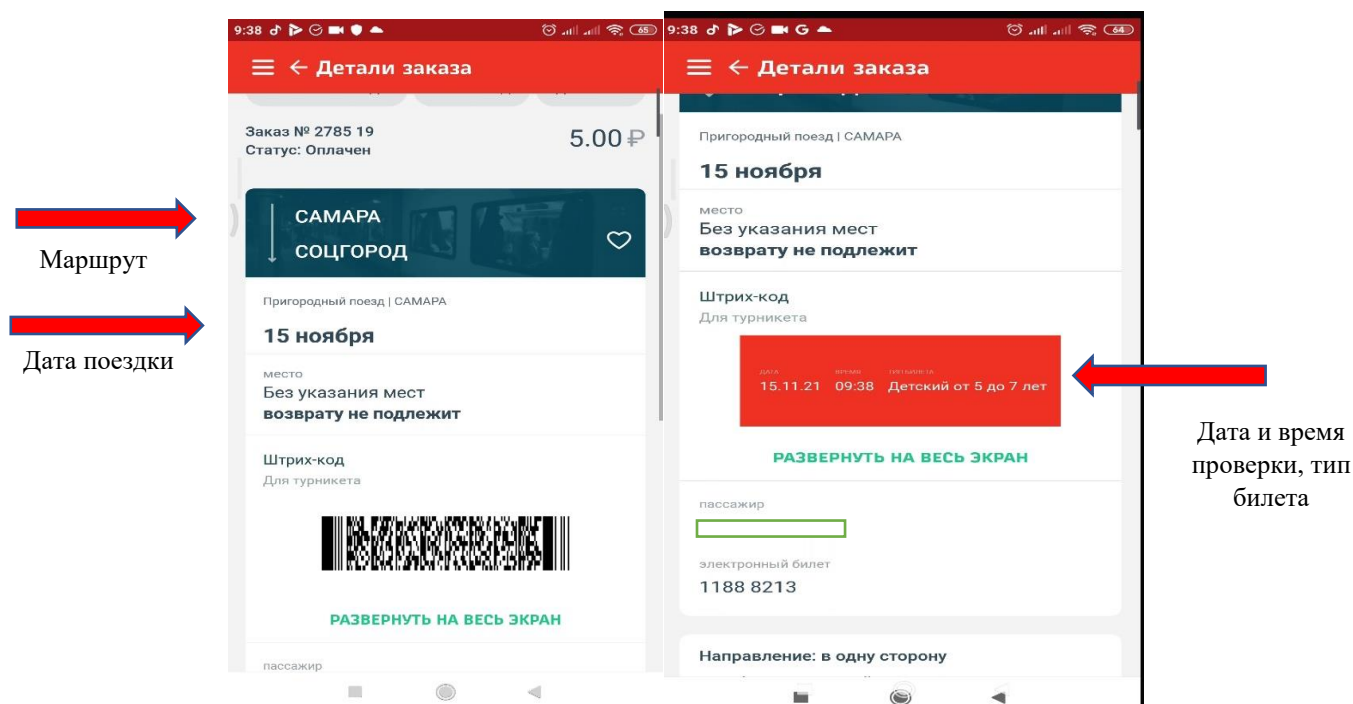 Маршрут
Дата поездки
9:38
65
Детали заказа
Заказ № 2785 19
Статус: Оплачен
5.00 ₽
САМАРА
СОЦГОРОД
Пригородный поезд | САМАРА
15 ноября
место
Без указания мест
возврату не подлежит
Штрих-код
Для турникета
РАЗВЕРНУТЬ НА ВЕСЬ ЭКРАН
пассажир
9:38
G
64
Детали заказа
Пригородный поезд | САМАРА
15 ноября
место
Без указания мест
возврату не подлежит
Штрих-код
Для турникета
ДАТА ВРЕМЯ ТИП БИЛЕТА
15.11.21 09:38 Детский от 5 до 7 лет
РАЗВЕРНУТЬ НА ВЕСЬ ЭКРАН
пассажир
электронный билет
1188 8213
Направление: в одну сторону
Дата и время
проверки, тип
билета